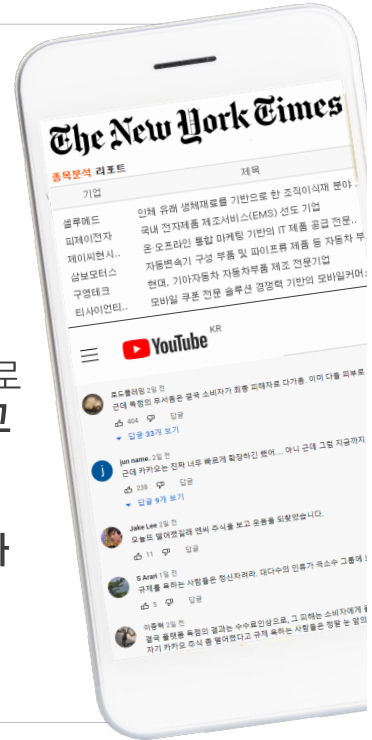 The New York Times
종목분석 리포트
기업 제목
셀루메드 인체 유래 생체재료를 기반으로 한 조직이식재 분야..
피제이전자 국내 전자제품 제조서비스(EMS) 선도 기업
제이씨현시.. 온·오프라인 통합 마케팅 기반의 IT 제품 공급 전문..
삼보모터스 자동변속기 구성 부품 및 파이프류 제품 등 자동차 부
구영테크 현대, 기아자동차 자동차부품 제조 전문기업
티사이언티.. 모바일 쿠폰 전문 솔루션 경쟁력 기반의 모바일커머
YouTube KR
로
고
로드롤러링 2일 전
근데 독점의 무서움은 결국 소비자가 최종 피해자로 다가옴. 이미 다들 피부로
404 답글
답글 33개 보기
j jun name. 2일 전
근데 카카오는 진짜 너무 빠르게 확장하긴 했어.... 아니 근데 그럼 지금까지
238 답글
답글 9개 보기
Jake Lee 2일 전
오늘또 떨어졌길래 엔씨 주식을 보고 웃음을 되찾았습니다.
11 답글
S Arari 1일 전
규제를 욕하는 사람들은 정신차려라. 대다수의 인류가 극소수 그룹에
5 답글
이종혁 2일 전
결국 플랫폼 독점의 결과는 수수료인상으로, 그 피해는 소비자에게
자기 카카오 주식 좀 떨어졌다고 규제 욕하는 사람들은 정말 눈 앞의